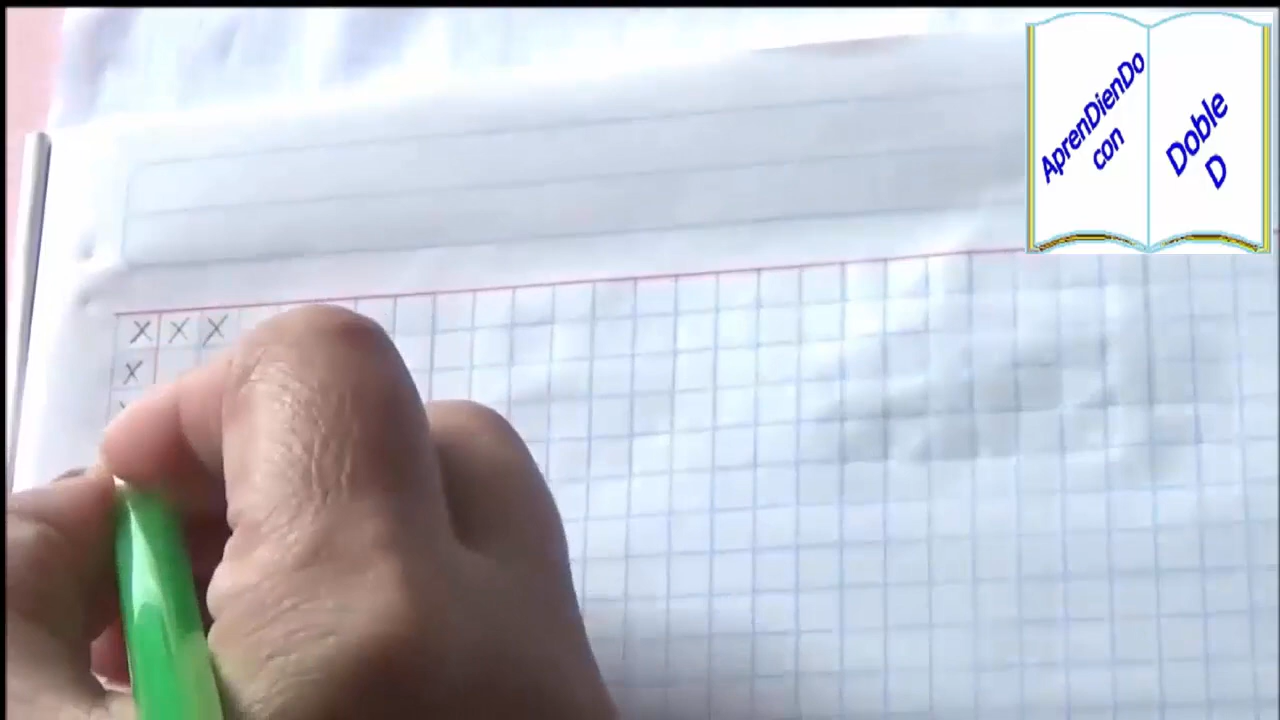 AprenDienDo
con
Doble
D
X X X
X